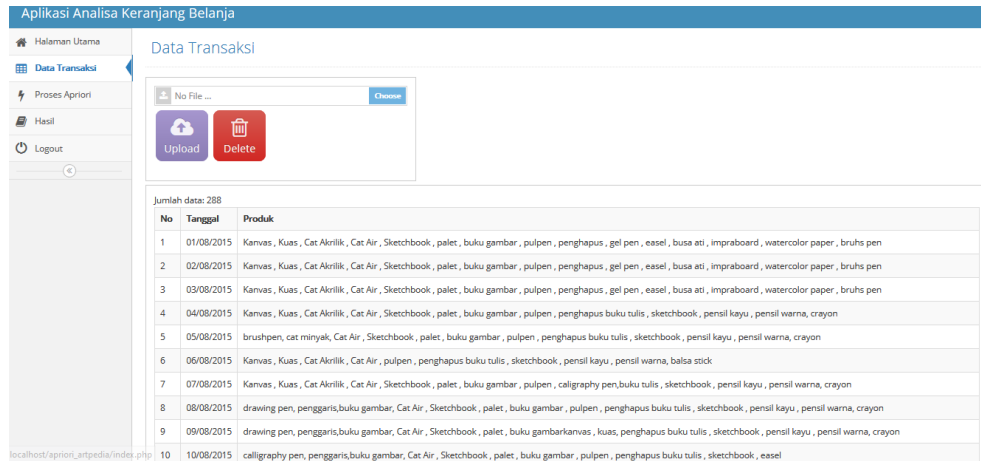 Aplikasi Analisa Keranjang Belanja
Halaman Utama
Data Transaksi
Proses Apriori
Hasil
Logout
Data Transaksi
No File ...
Choose
Upload
Delete
Jumlah data: 288
No Tanggal Produk
1 01/08/2015 Kanvas , Kuas , Cat Akrilik , Cat Air , Sketchbook , palet , buku gambar , pulpen , penghapus , gel pen , easel , busa ati , impraboard , watercolor paper , bruhs pen
2 02/08/2015 Kanvas , Kuas , Cat Akrilik , Cat Air , Sketchbook , palet , buku gambar , pulpen , penghapus , gel pen , easel , busa ati , impraboard , watercolor paper , bruhs pen
3 03/08/2015 Kanvas , Kuas , Cat Akrilik , Cat Air , Sketchbook , palet , buku gambar , pulpen , penghapus , gel pen , easel , busa ati , impraboard , watercolor paper , bruhs pen
4 04/08/2015 Kanvas , Kuas , Cat Akrilik , Cat Air , Sketchbook , palet , buku gambar , pulpen , penghapus buku tulis , sketchbook , pensil kayu , pensil warna, crayon
5 05/08/2015 brushpen, cat minyak, Cat Air , Sketchbook , palet , buku gambar , pulpen , penghapus buku tulis , sketchbook , pensil kayu , pensil warna, crayon
6 06/08/2015 Kanvas , Kuas , Cat Akrilik , Cat Air , pulpen , penghapus buku tulis , sketchbook , pensil kayu , pensil warna, balsa stick
7 07/08/2015 Kanvas , Kuas , Cat Akrilik , Cat Air , Sketchbook , palet , buku gambar , pulpen , caligraphy pen,buku tulis , sketchbook , pensil kayu , pensil warna, crayon
8 08/08/2015 drawing pen, penggaris,buku gambar, Cat Air , Sketchbook , palet , buku gambar , pulpen , penghapus buku tulis , sketchbook , pensil kayu , pensil warna, crayon
9 09/08/2015 drawing pen, penggaris,buku gambar, Cat Air , Sketchbook , palet , buku gambarkanvas , kuas, penghapus buku tulis , sketchbook , pensil kayu , pensil warna, crayon
10 10/08/2015 calligraphy pen, penggaris,buku gambar, Cat Air , Sketchbook , palet , buku gambar , pulpen , penghapus buku tulis , sketchbook , easel
localhost/apriori_artpedia/index.php